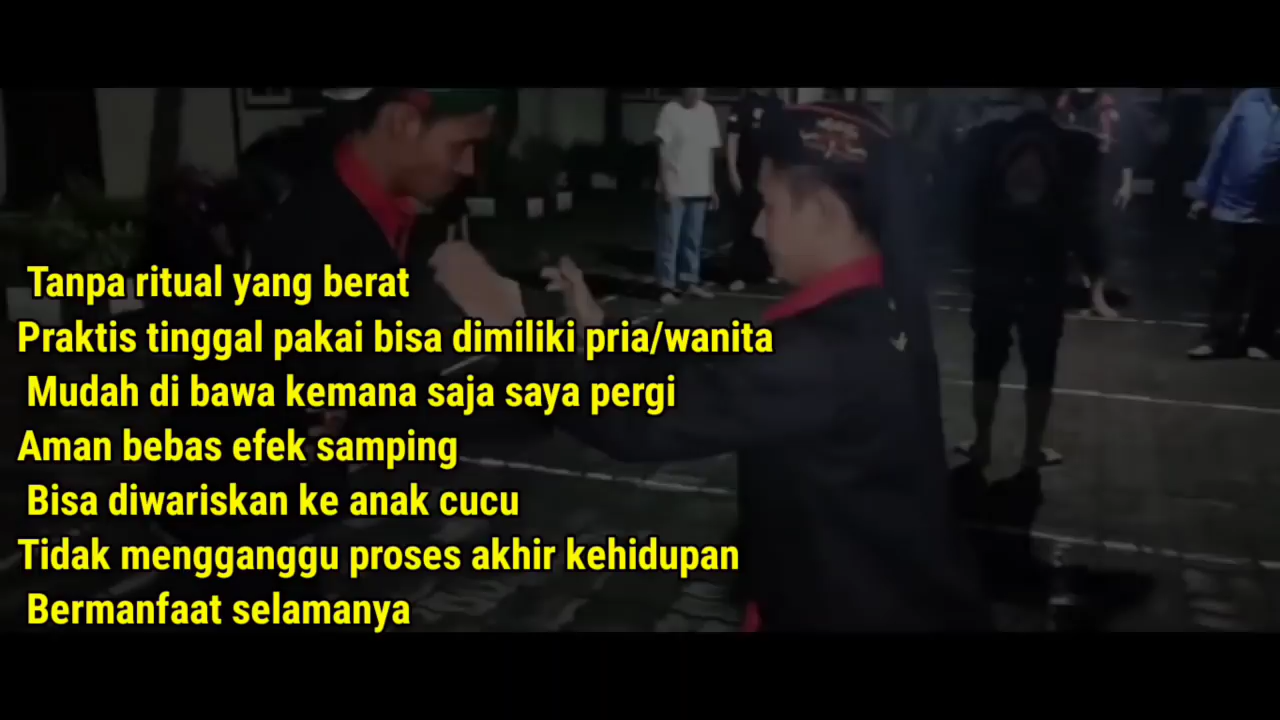 Tanpa ritual yang berat
Praktis tinggal pakai bisa dimiliki pria/wanita
Mudah di bawa kemana saja saya pergi
Aman bebas efek samping
Bisa diwariskan ke anak cucu
Tidak mengganggu proses akhir kehidupan
Bermanfaat selamanya